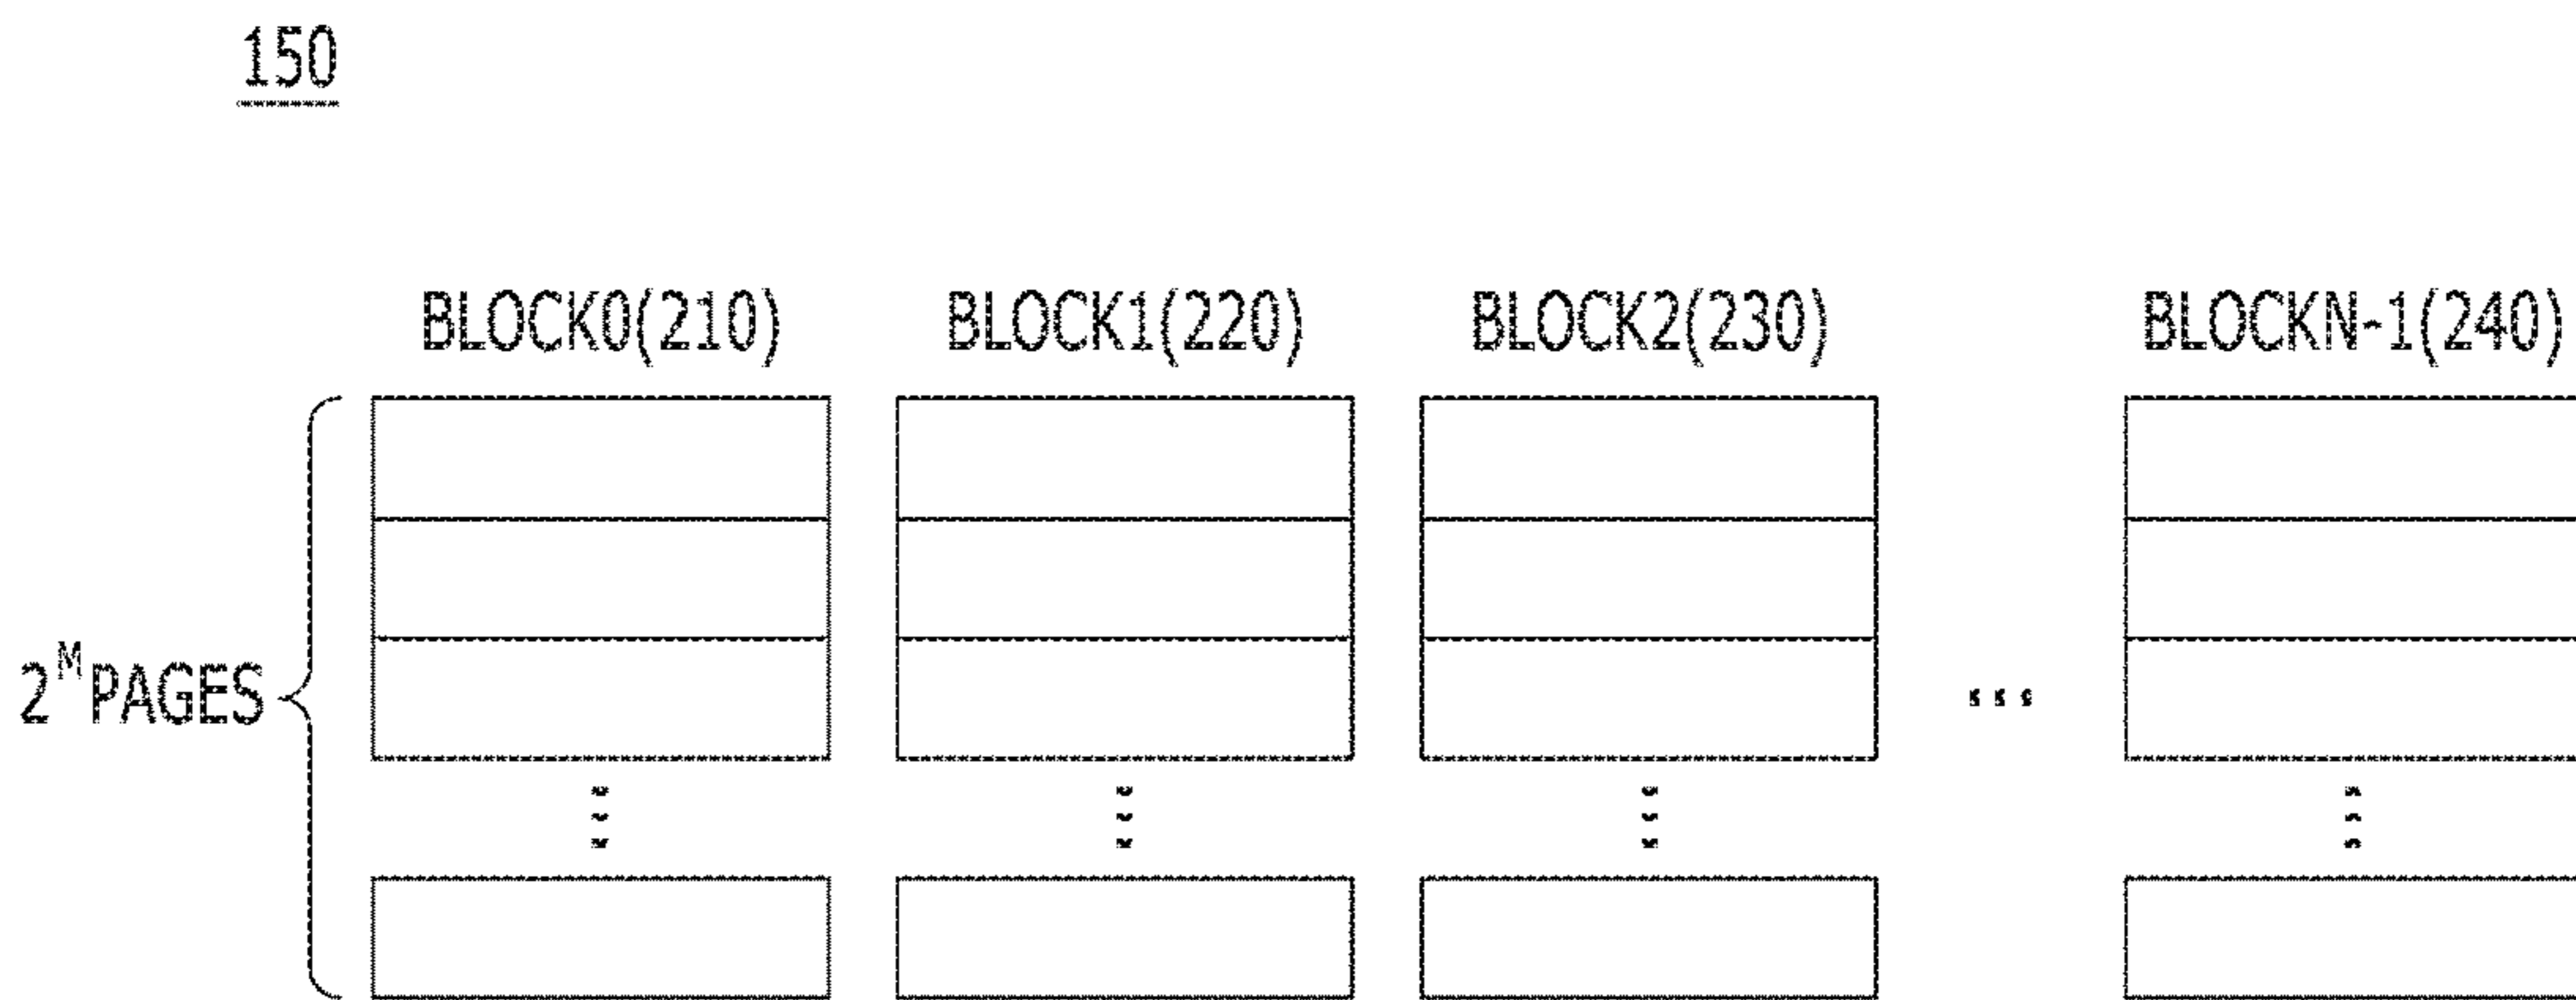 150
BLOCK0(210) BLOCK1(220) BLOCK2(230) BLOCKN-1(240)
2^M PAGES
...